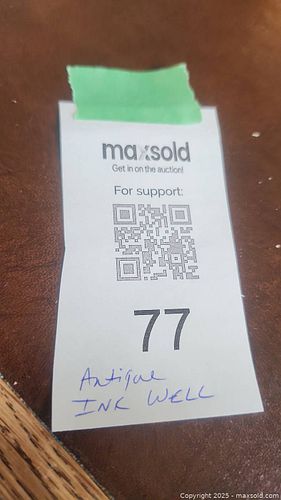 maxsold
Get in on the auction!
For support:
77
Antique
INK WELL
Copyright 2025 - maxsold.com